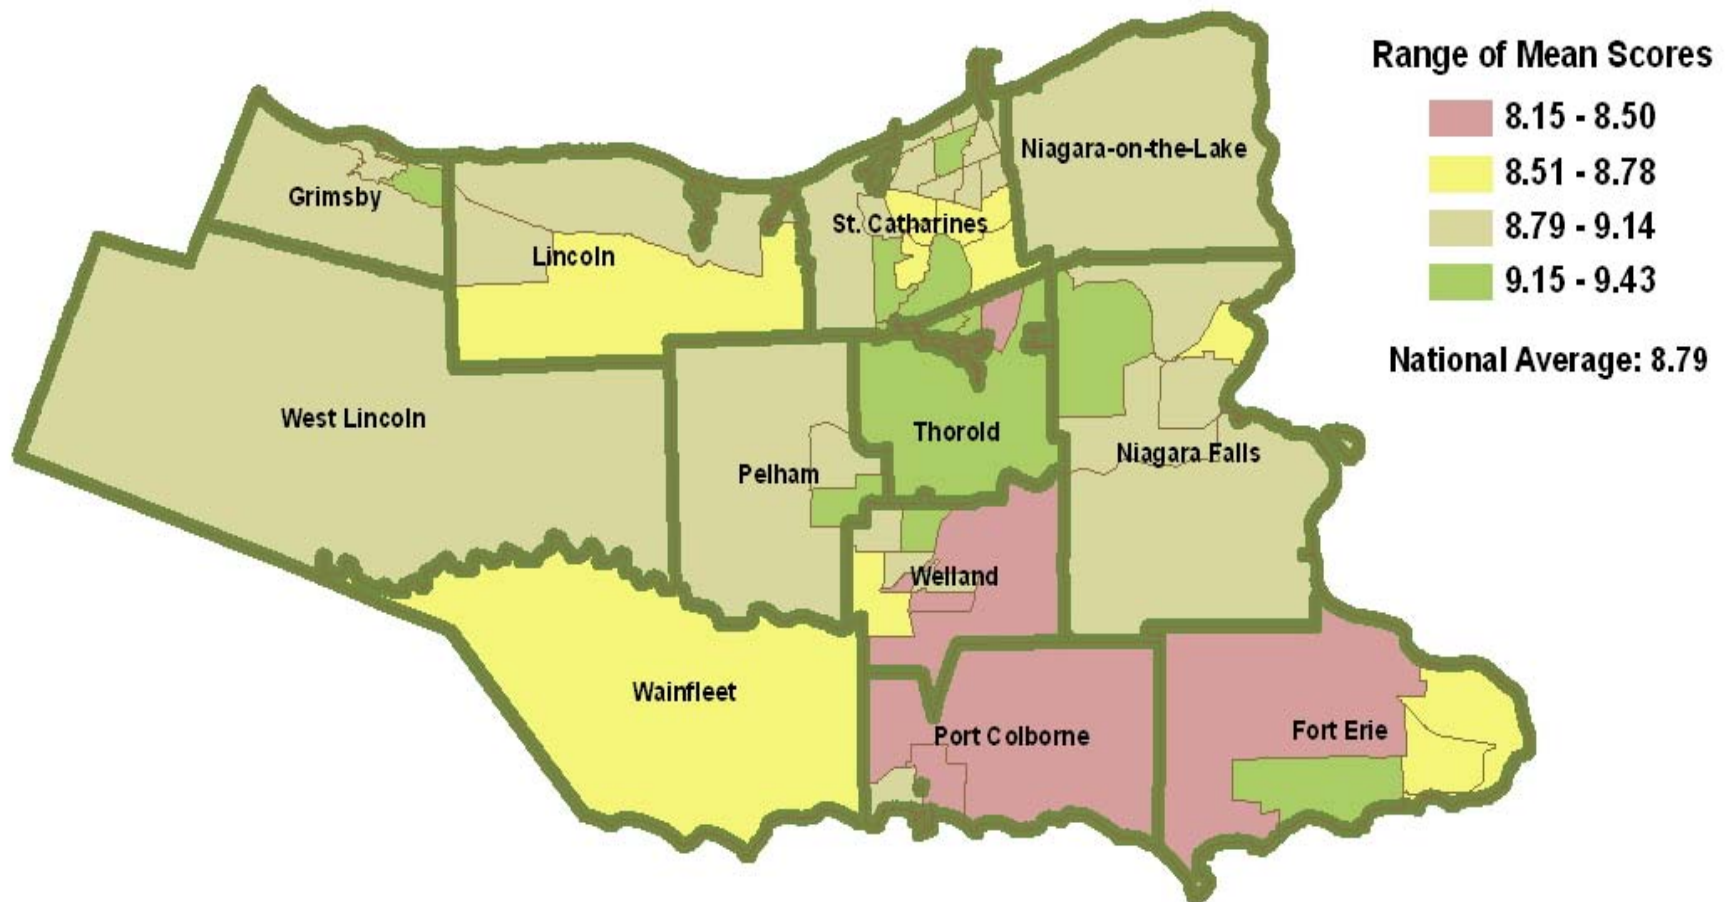 Range of Mean Scores
8.15 - 8.50
8.51 - 8.78
8.79 - 9.14
9.15 - 9.43
National Average: 8.79
Niagara-on-the-Lake
Grimsby
St. Catharines
Lincoln
West Lincoln
Thorold
Niagara Falls
Pelham
Welland
Wainfleet
Port Colborne
Fort Erie